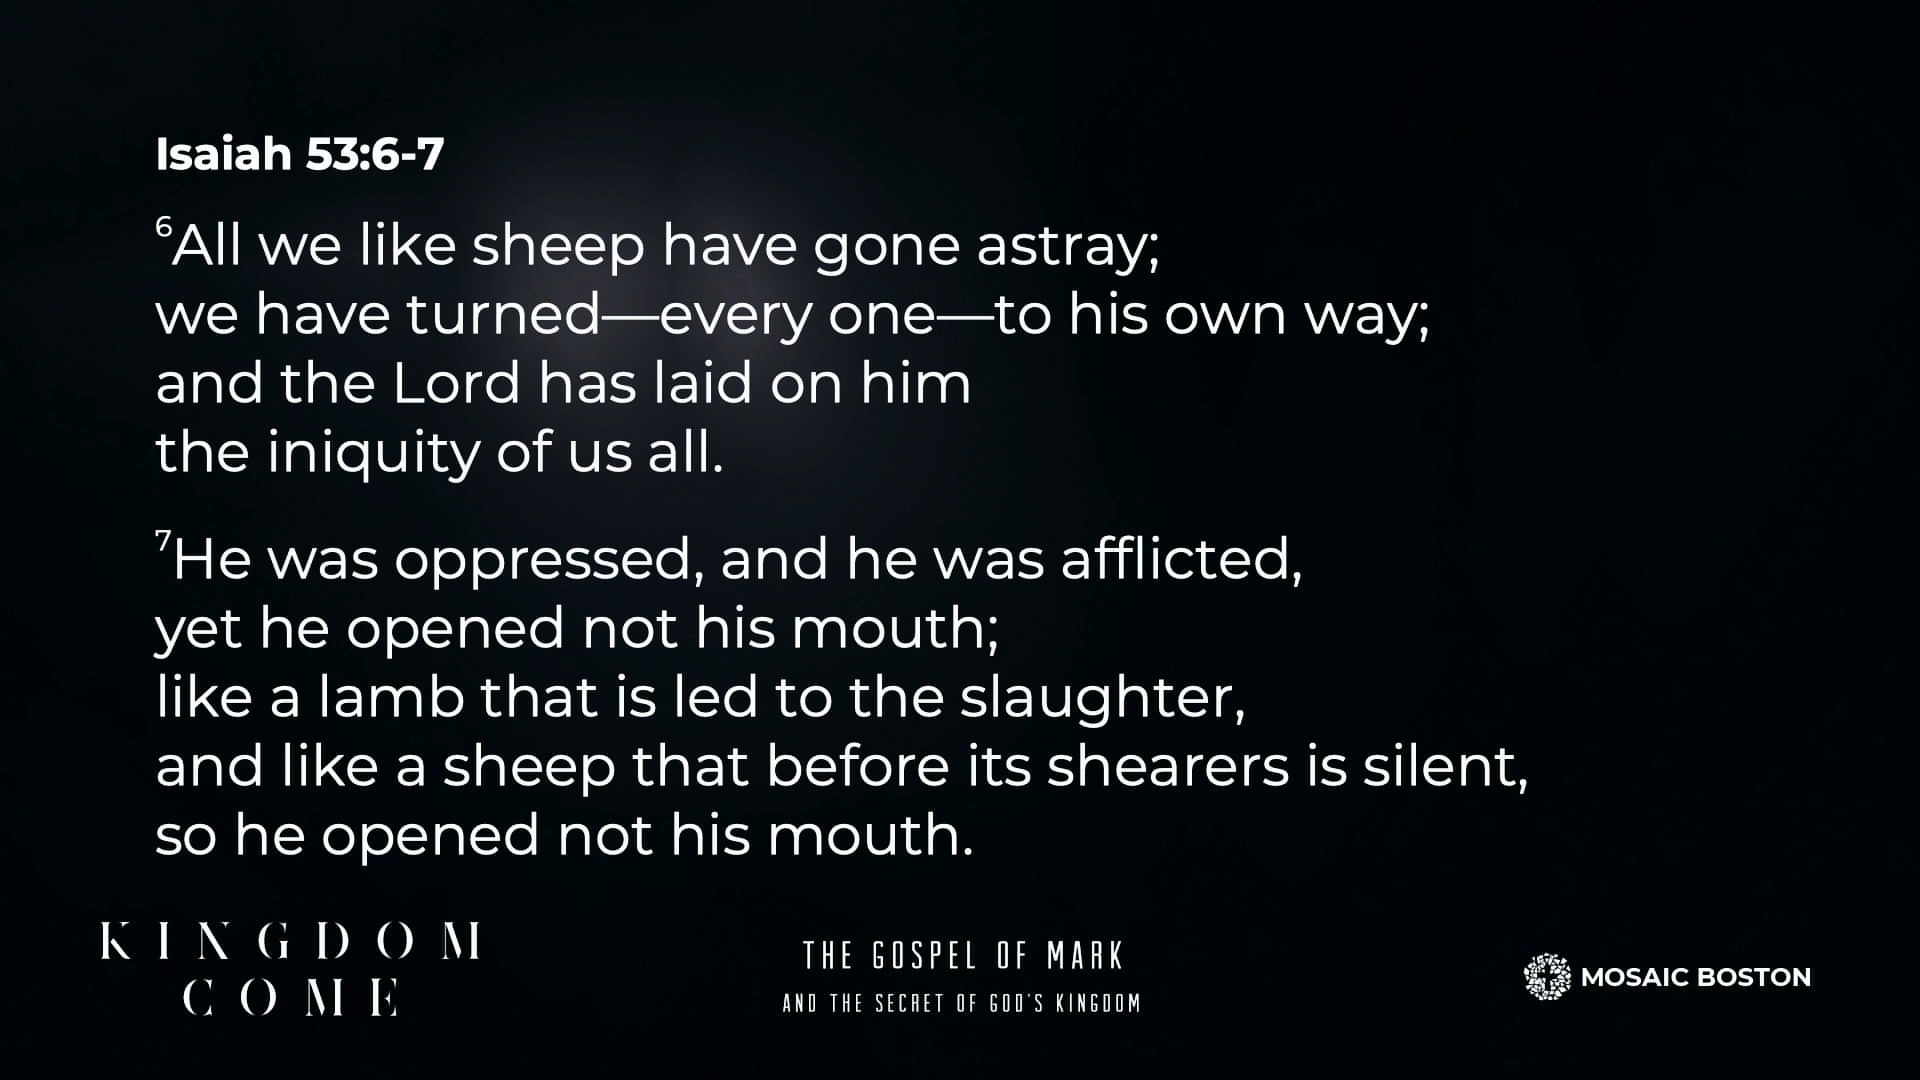 Isaiah 53:6-7
6All we like sheep have gone astray;
we have turned—every one—to his own way;
and the Lord has laid on him
the iniquity of us all.
7He was oppressed, and he was afflicted,
yet he opened not his mouth;
like a lamb that is led to the slaughter,
and like a sheep that before its shearers is silent,
so he opened not his mouth.
KINGDOM
COME
THE GOSPEL OF MARK
AND THE SECRET OF GOD'S KINGDOM
MOSAIC BOSTON